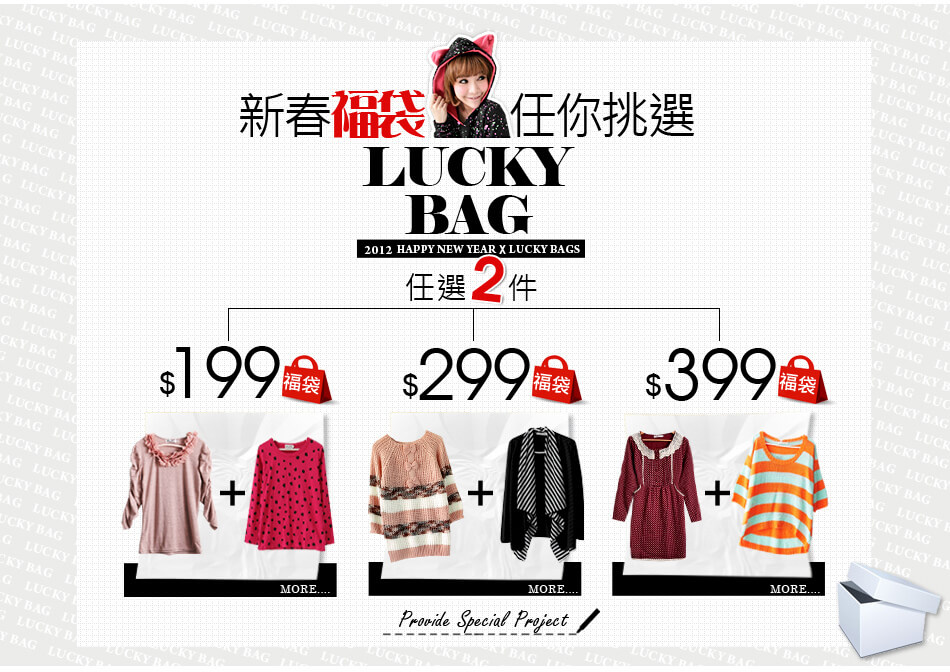 新春福袋任你挑選
LUCKY
BAG
2012 HAPPY NEW YEAR X LUCKY BAGS
任選2件
$199 福袋
$299 福袋
$399 福袋
+
+
+
MORE....
MORE....
MORE....
Provide Special Project